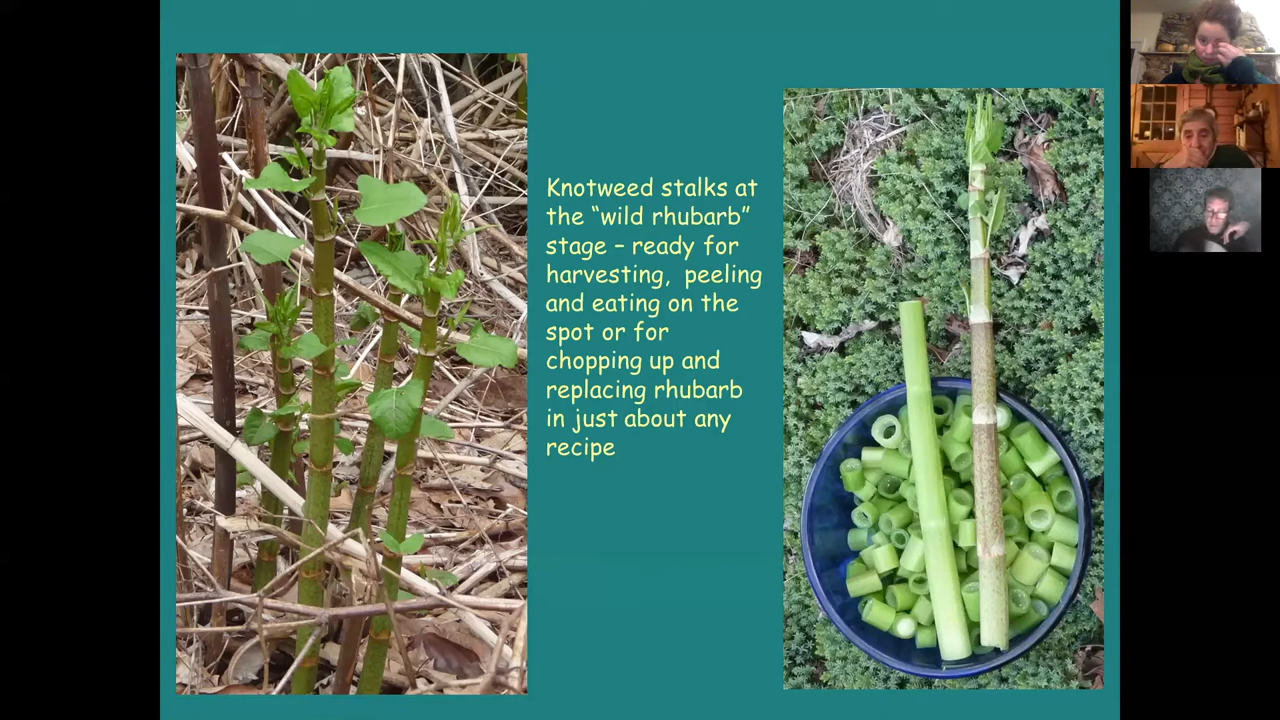 Knotweed stalks at
the “wild rhubarb”
stage – ready for
harvesting,  peeling
and eating on the
spot or for
chopping up and
replacing rhubarb
in just about any
recipe